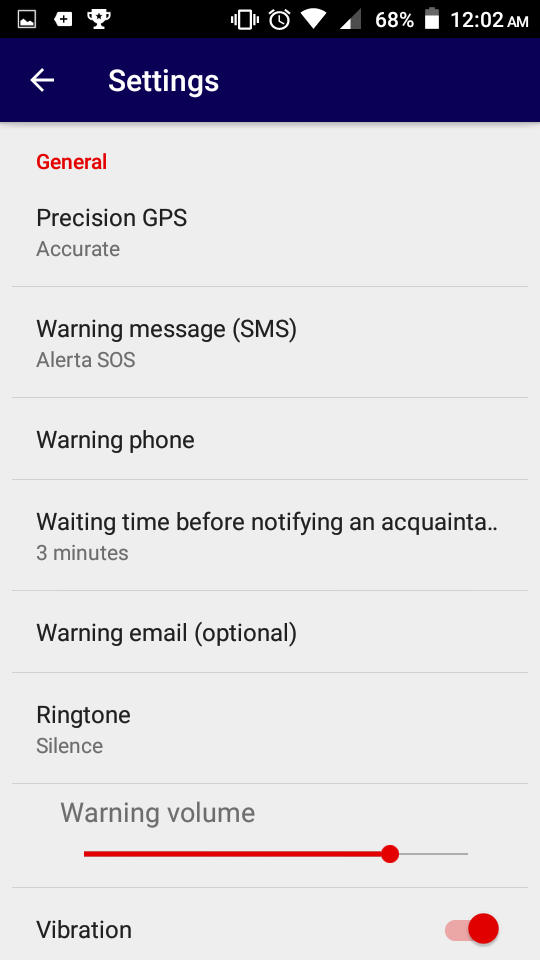 68% 12:02 AM
Settings
General
Precision GPS
Accurate
Warning message (SMS)
Alerta SOS
Warning phone
Waiting time before notifying an acquainta..
3 minutes
Warning email (optional)
Ringtone
Silence
Warning volume
Vibration